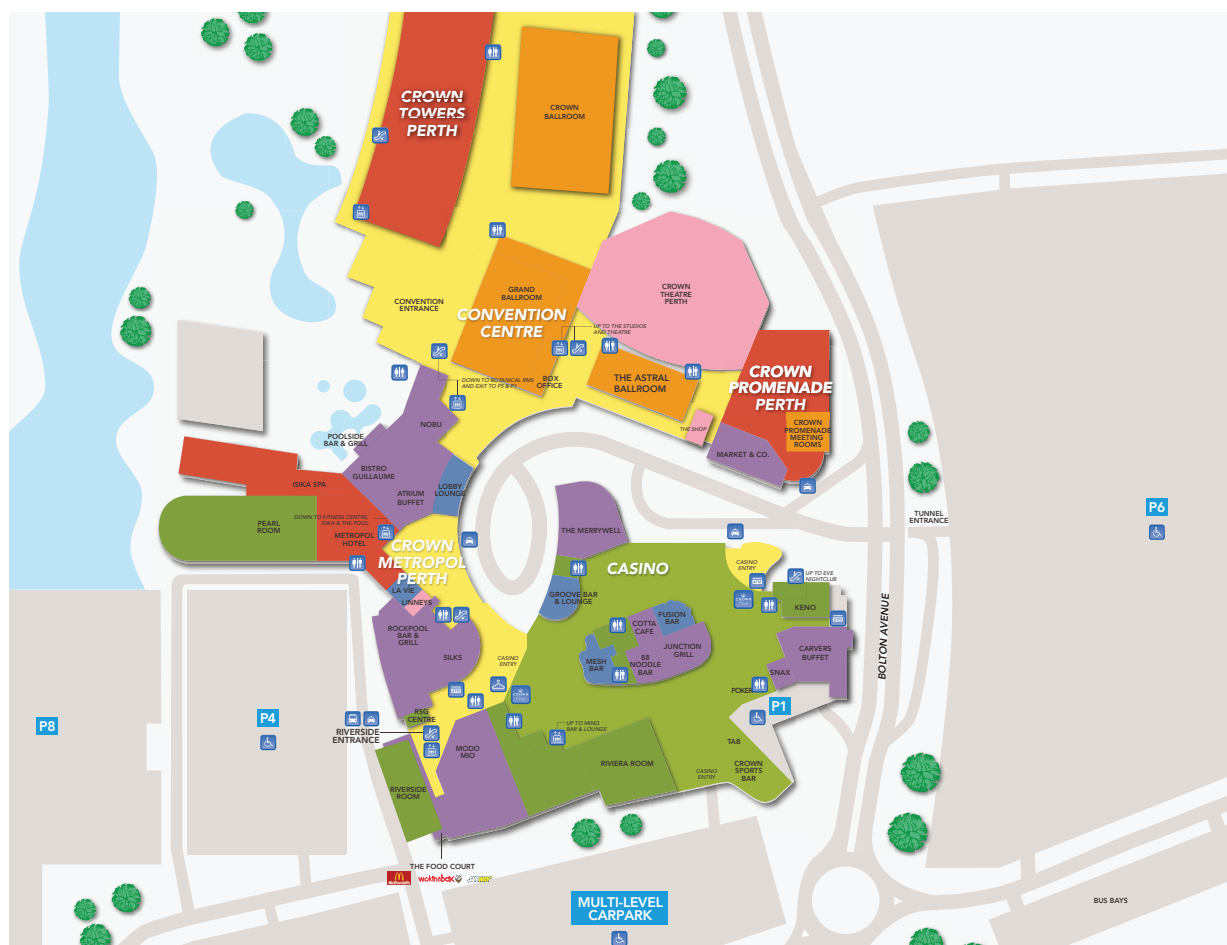 CROWN
TOWERS
PERTH
CROWN
BALLROOM
CONVENTION
ENTRANCE
GRAND
BALLROOM
CONVENTION
CENTRE
CROWN
THEATRE
PERTH
UP TO THE STUDIOS
AND THEATRE
DOWN TO BOTANICAL RMS
AND EXIT TO P5 & P1
BOX
OFFICE
THE ASTRAL
BALLROOM
CROWN
PROMENADE
PERTH
THE SHOP
CROWN
PROMENADE
MEETING
ROOMS
MARKET & CO.
NOBU
POOLSIDE
BAR & GRILL
BISTRO
GUILLAUME
ATRIUM
BUFFET
LOBBY
LOUNGE
ISIKA SPA
DOWN TO FITNESS CENTRE,
ISIKA & THE POOL
PEARL
ROOM
METROPOL
HOTEL
CROWN
METROPOL
PERTH
LA VIE
LINNEYS
ROCKPOOL
BAR &
GRILL
SILKS
THE MERRYWELL
CASINO
GROOVE BAR
& LOUNGE
CASINO
ENTRY
UP TO EVE
NIGHTCLUB
KENO
TUNNEL
ENTRANCE
P6
BOLTON AVENUE
FUSION
BAR
COTTA
CAFE
JUNCTION
GRILL
88
NOODLE
BAR
MESH
BAR
CARVERS
BUFFET
SNAX
POKER
P1
CASINO
ENTRY
ATM
CROWN
RSG
CENTRE
RIVERSIDE
ENTRANCE
P8
P4
MODO
MIO
UP TO MINQ
BAR & LOUNGE
RIVIERA ROOM
TAB
CROWN
SPORTS
BAR
CASINO
ENTRY
RIVERSIDE
ROOM
THE FOOD COURT
McDonald's
wokinabox
SUBWAY
MULTI-LEVEL
CARPARK
BUS BAYS